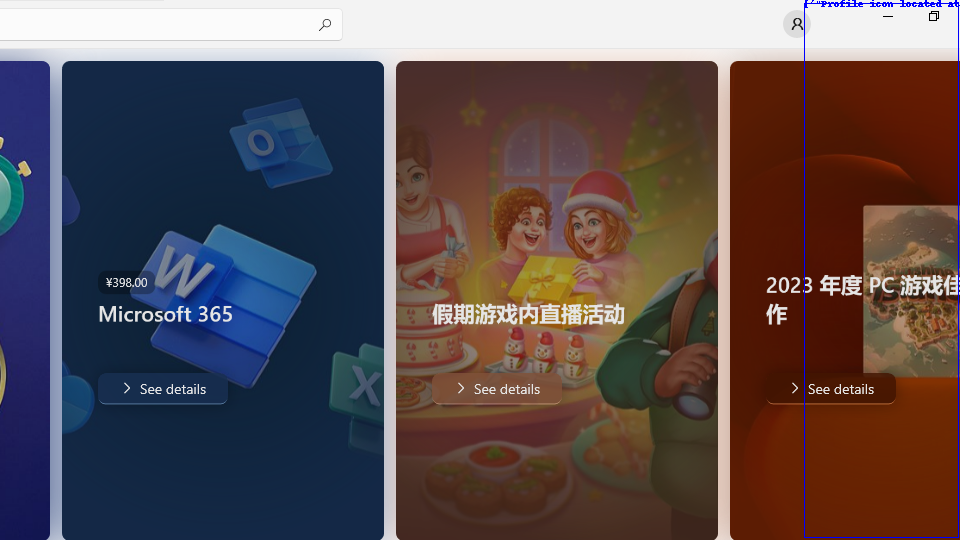 "Profile icon located at
¥398.00
Microsoft 365
See details
假期游戏内直播活动
See details
2023 年度 PC 游戏佳
作
See details